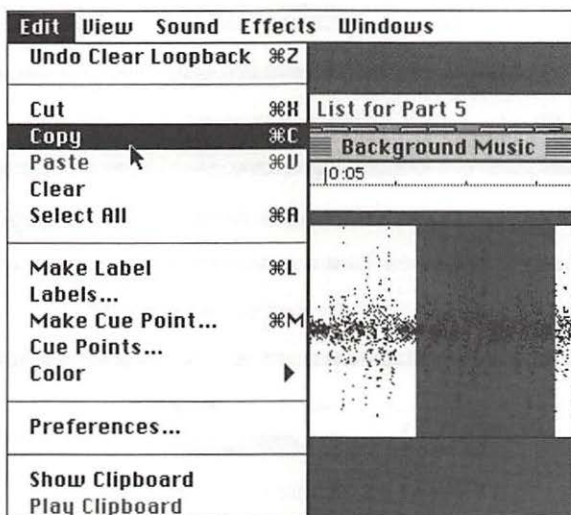 Edit View Sound Effects Windows
Undo Clear Loopback ⌘Z
Cut ⌘X
Copy ⌘C
Paste ⌘V
Clear
Select All ⌘A
Make Label ⌘L
Labels...
Make Cue Point... ⌘M
Cue Points...
Color
Preferences...
Show Clipboard
Play Clipboard
List for Part 5
Background Music
0:05